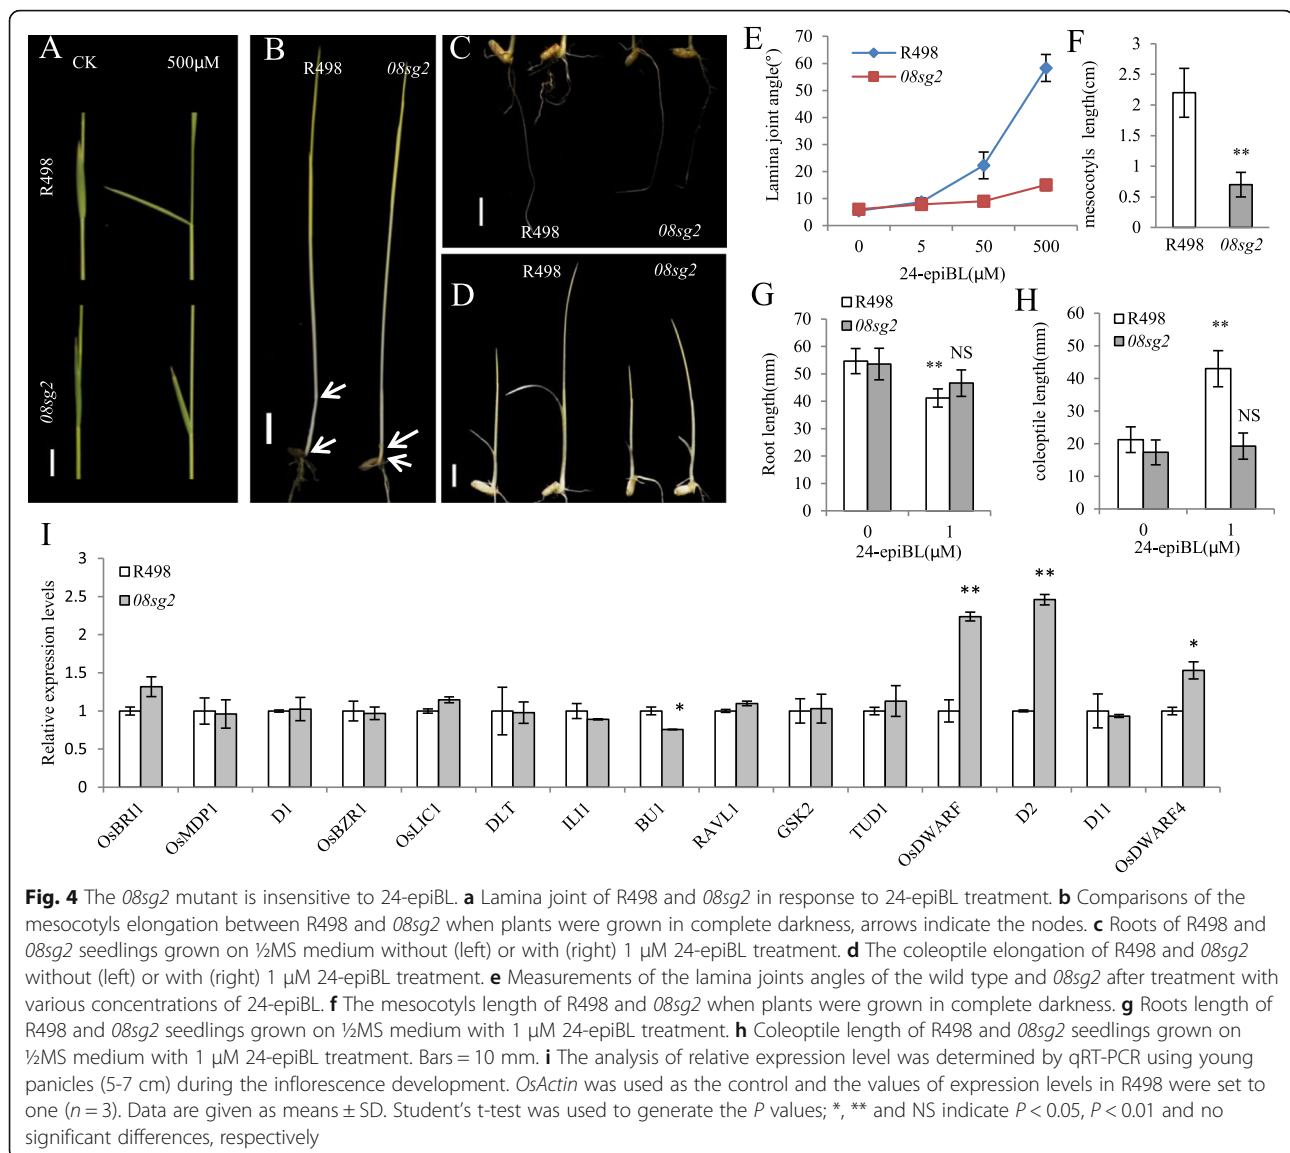 A
CK
500μM
R498
08sg2
B
R498
08sg2
C
R498
08sg2
D
R498
08sg2
E
70
60
50
40
30
20
10
0
Lamina joint angle(°)
R498
08sg2
0
5
50
500
24-epiBL(μM)
F
3
2.5
2
1.5
1
0.5
0
mesocotyls length(cm)
**
R498
08sg2
G
R498
08sg2
70
60
50
40
30
20
10
0
Root length(mm)
**
NS
0
1
24-epiBL(μM)
H
R498
08sg2
60
50
40
30
20
10
0
coleoptile length(mm)
**
NS
0
1
24-epiBL(μM)
I
3
2.5
2
1.5
1
0.5
0
Relative expression levels
R498
08sg2
*
**
**
*
OsBRI1
OsMDP1
D1
OsBZR1
OsLIC1
DLT
ILI1
BU1
RAVL1
GSK2
TUD1
OsDWARF
D2
D11
OsDWARF4
Fig. 4 The 08sg2 mutant is insensitive to 24-epiBL. a Lamina joint of R498 and 08sg2 in response to 24-epiBL treatment. b Comparisons of the
mesocotyls elongation between R498 and 08sg2 when plants were grown in complete darkness, arrows indicate the nodes. c Roots of R498 and
08sg2 seedlings grown on ½MS medium without (left) or with (right) 1 μM 24-epiBL treatment. d The coleoptile elongation of R498 and 08sg2
without (left) or with (right) 1 μM 24-epiBL treatment. e Measurements of the lamina joints angles of the wild type and 08sg2 after treatment with
various concentrations of 24-epiBL. f The mesocotyls length of R498 and 08sg2 when plants were grown in complete darkness. g Roots length of
R498 and 08sg2 seedlings grown on ½MS medium with 1 μM 24-epiBL treatment. h Coleoptile length of R498 and 08sg2 seedlings grown on
½MS medium with 1 μM 24-epiBL treatment. Bars = 10 mm. i The analysis of relative expression level was determined by qRT-PCR using young
panicles (5-7 cm) during the inflorescence development. OsActin was used as the control and the values of expression levels in R498 were set to
one (n = 3). Data are given as means ± SD. Student's t-test was used to generate the P values; *, ** and NS indicate P < 0.05, P < 0.01 and no
significant differences, respectively